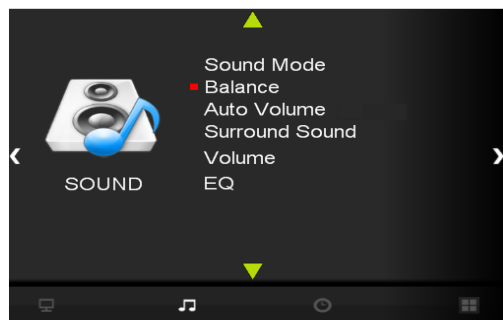 Sound Mode
Balance
Auto Volume
Surround Sound
Volume
EQ
SOUND